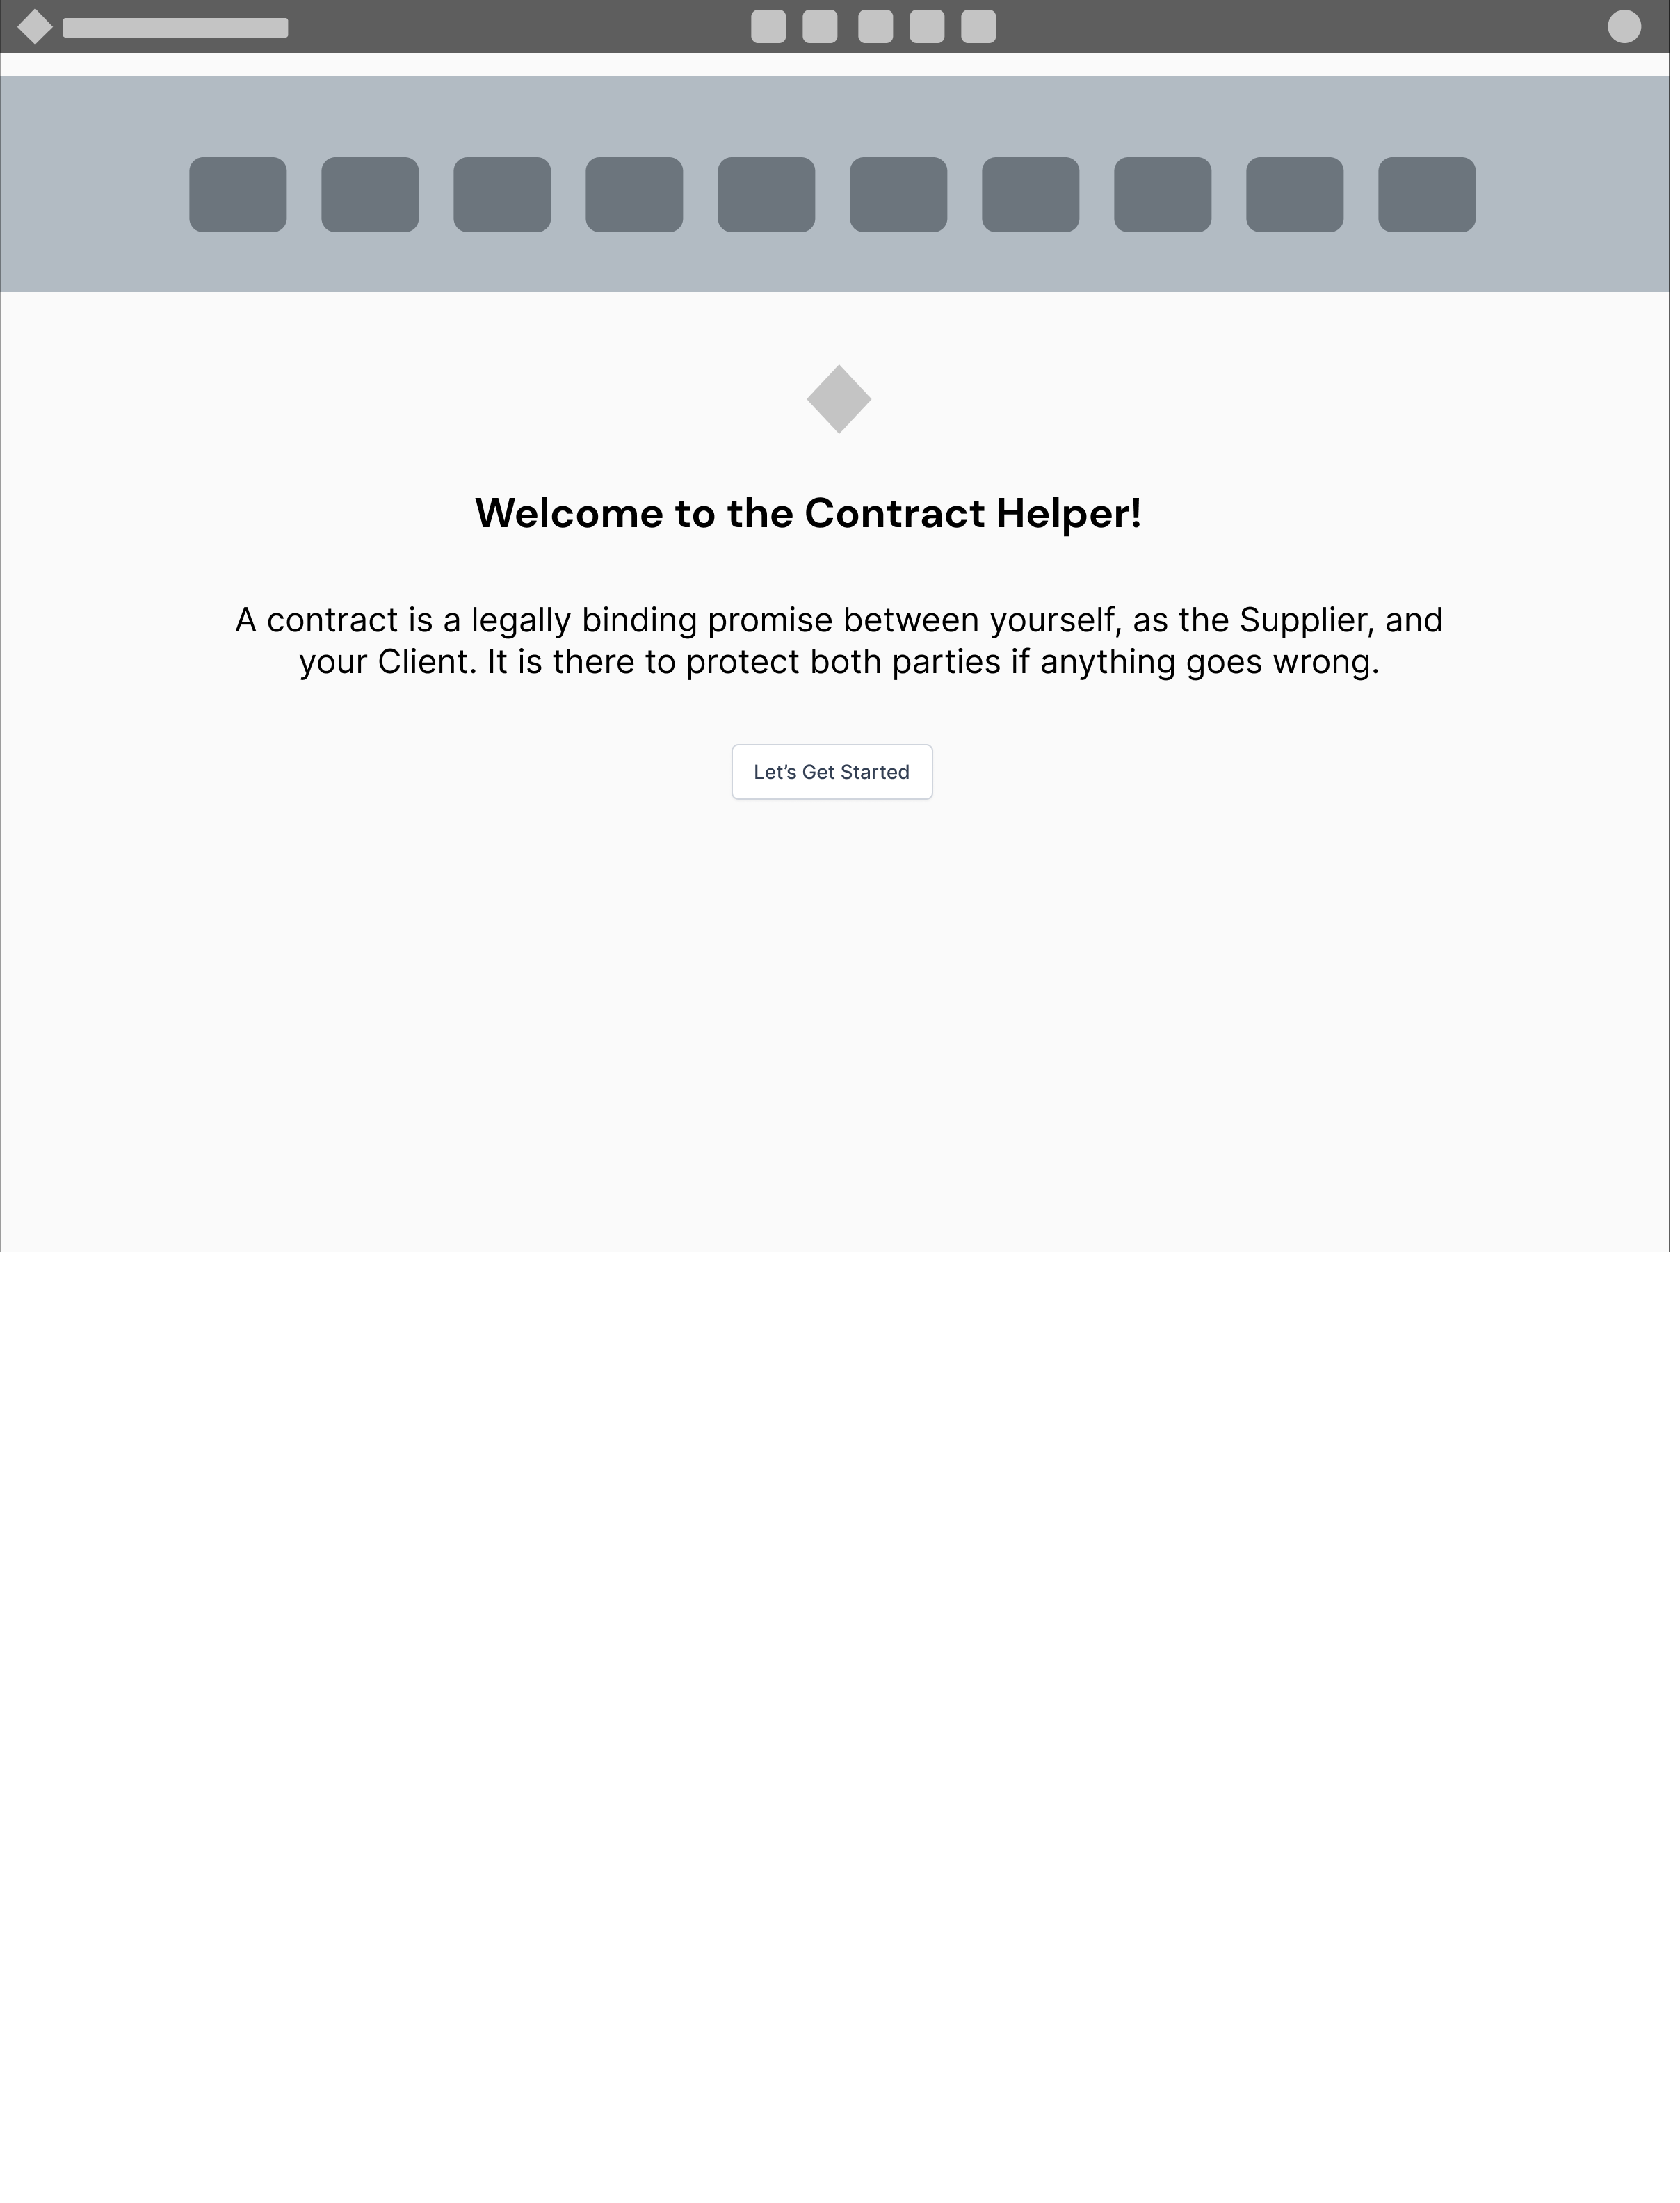 Welcome to the Contract Helper!
A contract is a legally binding promise between yourself, as the Supplier, and
your Client. It is there to protect both parties if anything goes wrong.
Let’s Get Started